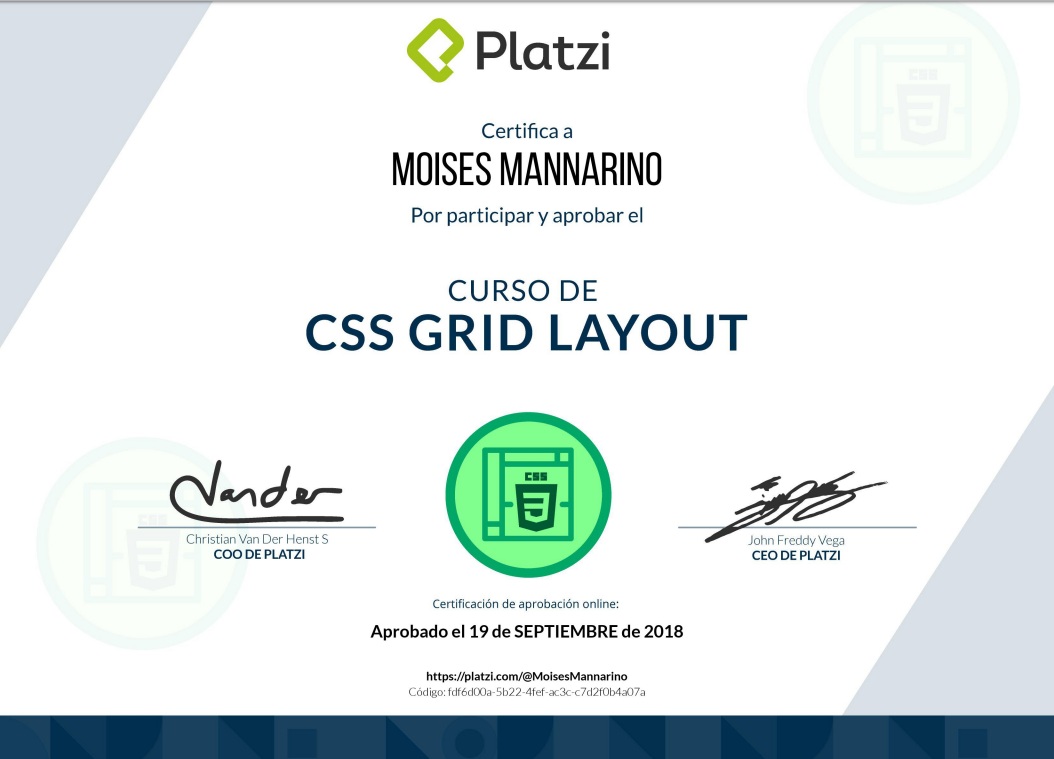 Platzi
Certifica a
MOISES MANNARINO
Por participar y aprobar el
CURSO DE
CSS GRID LAYOUT
CSS
CSS
CSS
Vander
Christian Van Der Henst S
COO DE PLATZI
John Freddy Vega
CEO DE PLATZI
Certificación de aprobación online:
Aprobado el 19 de SEPTIEMBRE de 2018
https://platzi.com/@MoisesMannarino
Código: fdf6d00a-5b22-4fef-ac3c-c7d2f0b4a07a